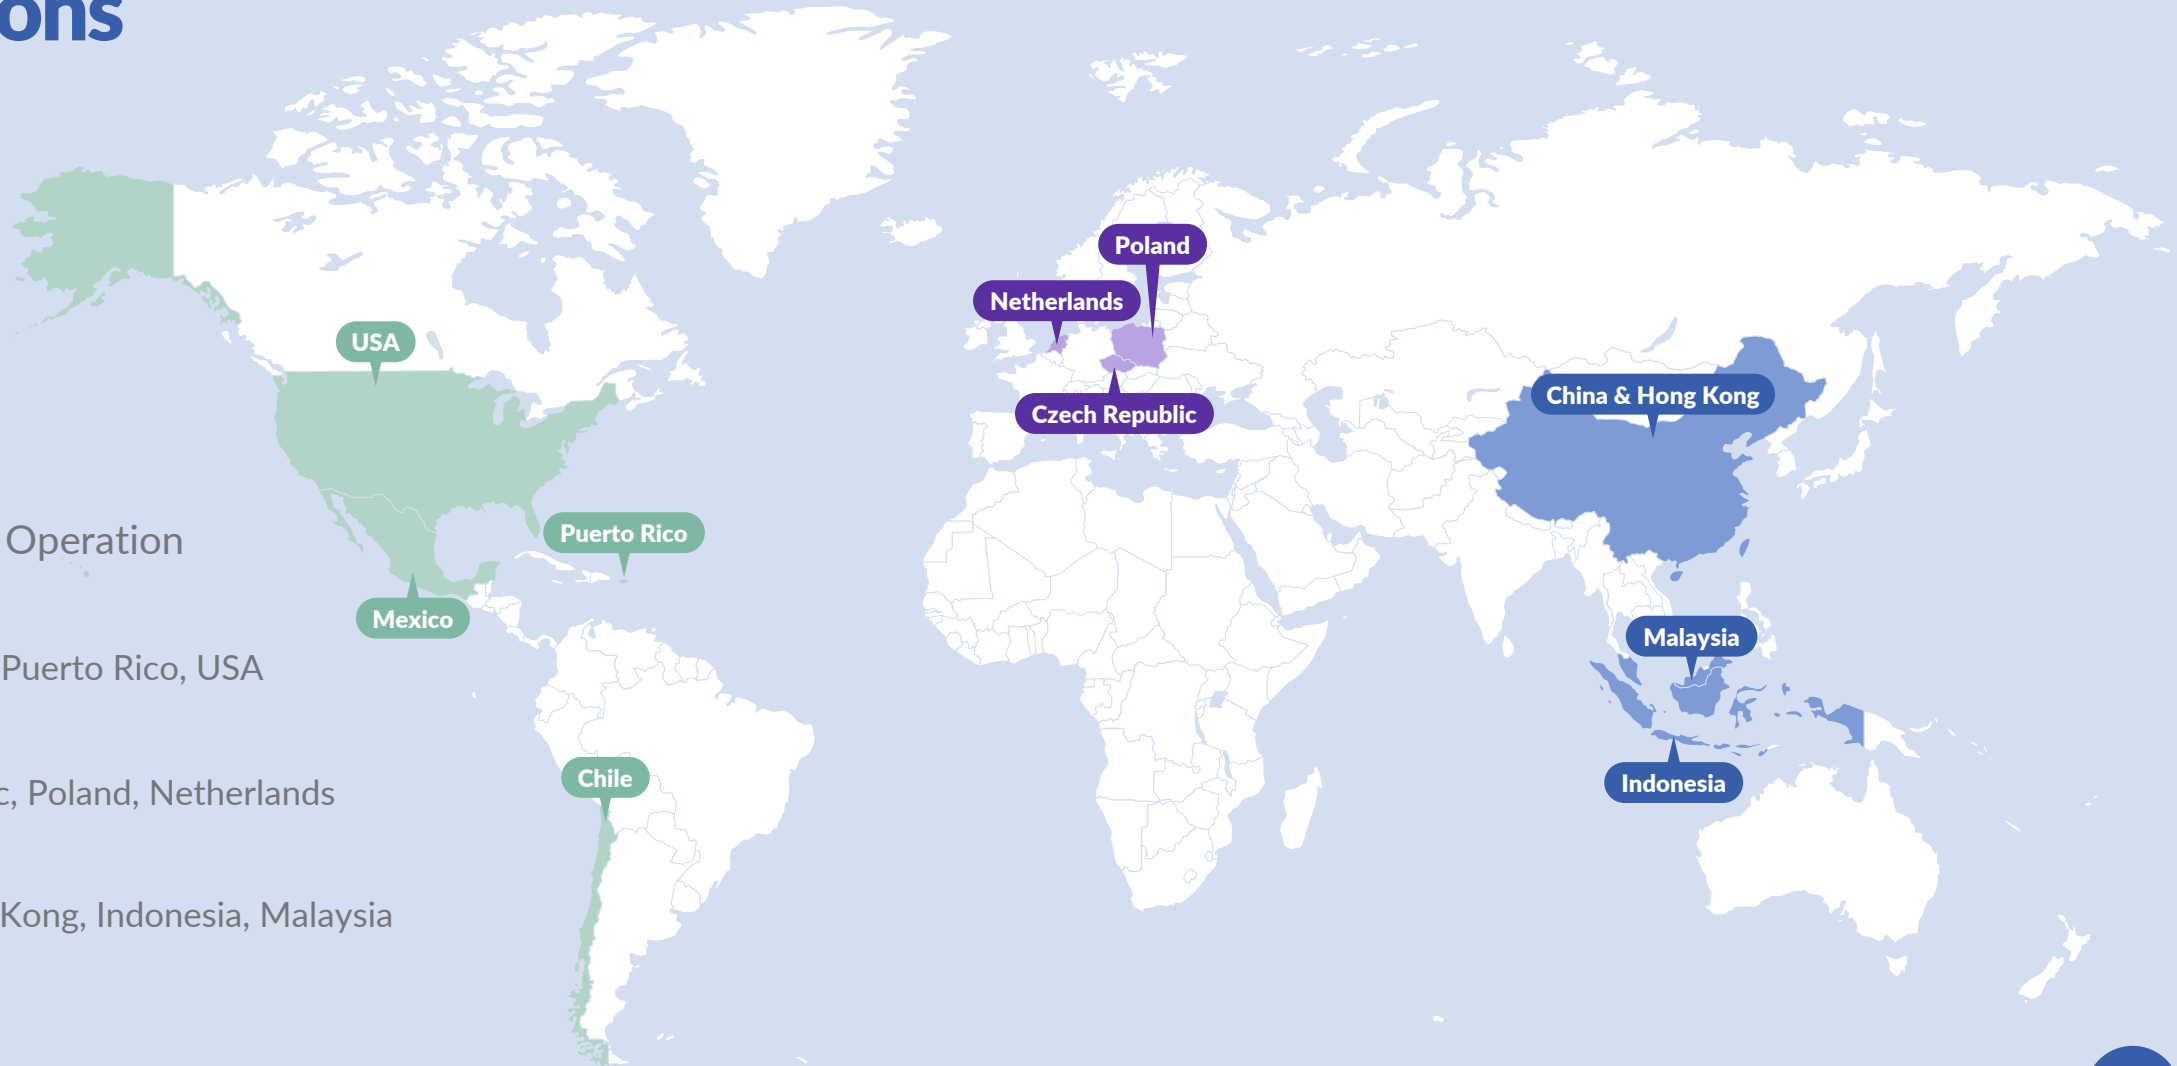 ons
Operation
Puerto Rico, USA
c, Poland, Netherlands
Kong, Indonesia, Malaysia
USA
Puerto Rico
Mexico
Chile
Poland
Netherlands
Czech Republic
China & Hong Kong
Malaysia
Indonesia